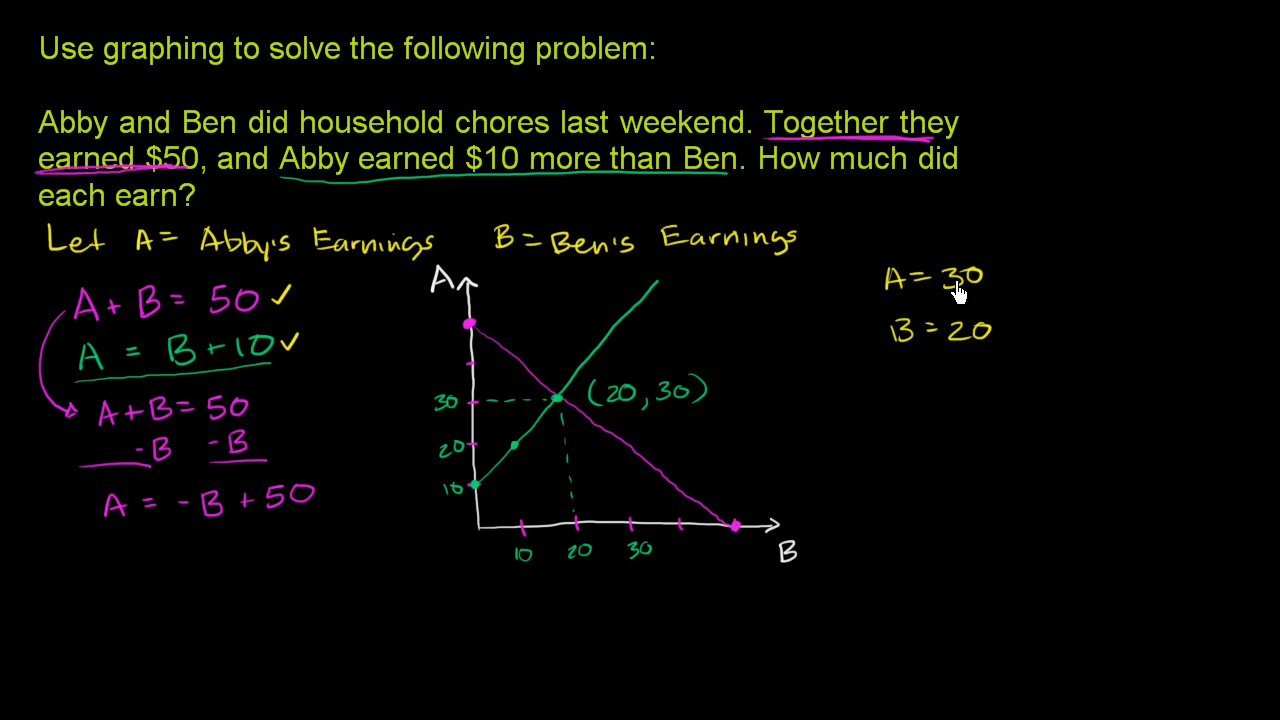 Use graphing to solve the following problem:
Abby and Ben did household chores last weekend. Together they
earned $50, and Abby earned $10 more than Ben. How much did
each earn?
Let A = Abby's Earnings B = Ben's Earnings
A + B = 50 ✓
A = B + 10 ✓
A + B = 50
- B - B
A = - B + 50
A
30
20
10
(20, 30)
10 20 30
B
A = 30
B = 20